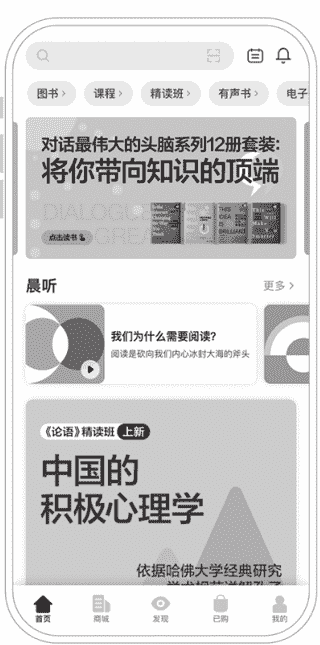 图书 › 课程 › 精读班 › 有声书 › 电子
对话最伟大的头脑系列12册套装:
将你带向知识的顶端
DIALOGU
GREA
点击读书
晨听
更多 ›
我们为什么需要阅读?
阅读是砍向我们内心冰封大海的斧头
《论语》精读班 上新
中国的
积极心理学
依据哈佛大学经典研究
首页 商城 发现 已购 我的